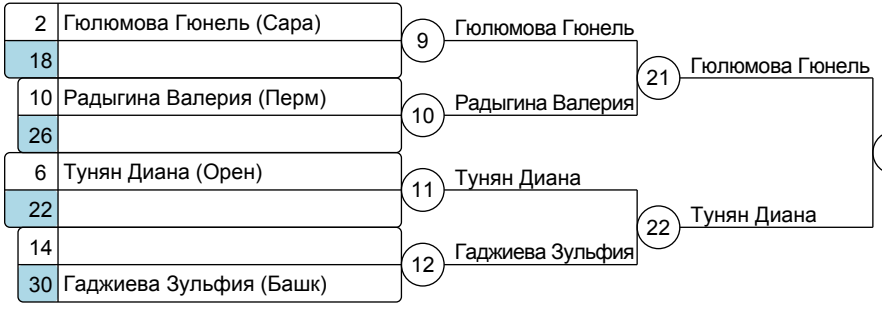 2 Гюлюмова Гюнель (Сара)
18
9 Гюлюмова Гюнель
10 Радыгина Валерия (Перм)
26
10 Радыгина Валерия
21 Гюлюмова Гюнель
6 Тунян Диана (Орен)
22
11 Тунян Диана
14
30 Гаджиева Зульфия (Башк)
12 Гаджиева Зульфия
22 Тунян Диана